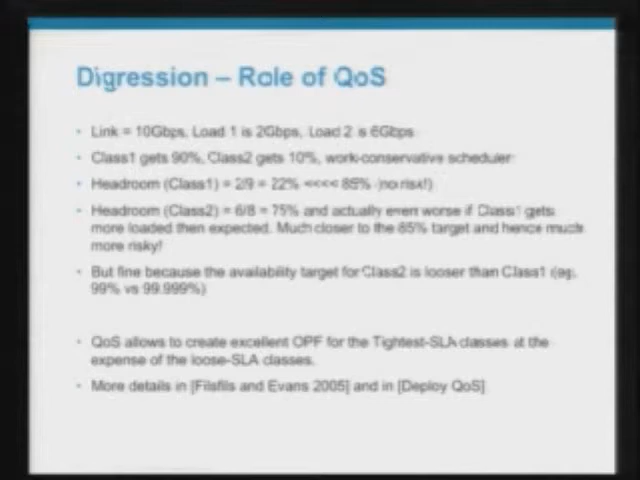 Digression – Role of QoS
• Link = 10Gbps, Load 1 is 2Gbps, Load 2 is 6Gbps
• Class1 gets 90%, Class2 gets 10%, work-conservative scheduler
• Headroom (Class1) = 2/9 = 22% <<<< 85% (no risk!)
• Headroom (Class2) = 6/8 = 75% and actually even worse if Class1 gets
more loaded then expected. Much closer to the 85% target and hence much
more risky!
• But fine because the availability target for Class2 is looser than Class1 (eg.
99% vs 99.999%)
• QoS allows to create excellent OPF for the Tightest-SLA classes at the
expense of the loose-SLA classes.
• More details in [Filsfils and Evans 2005] and in [Deploy QoS]